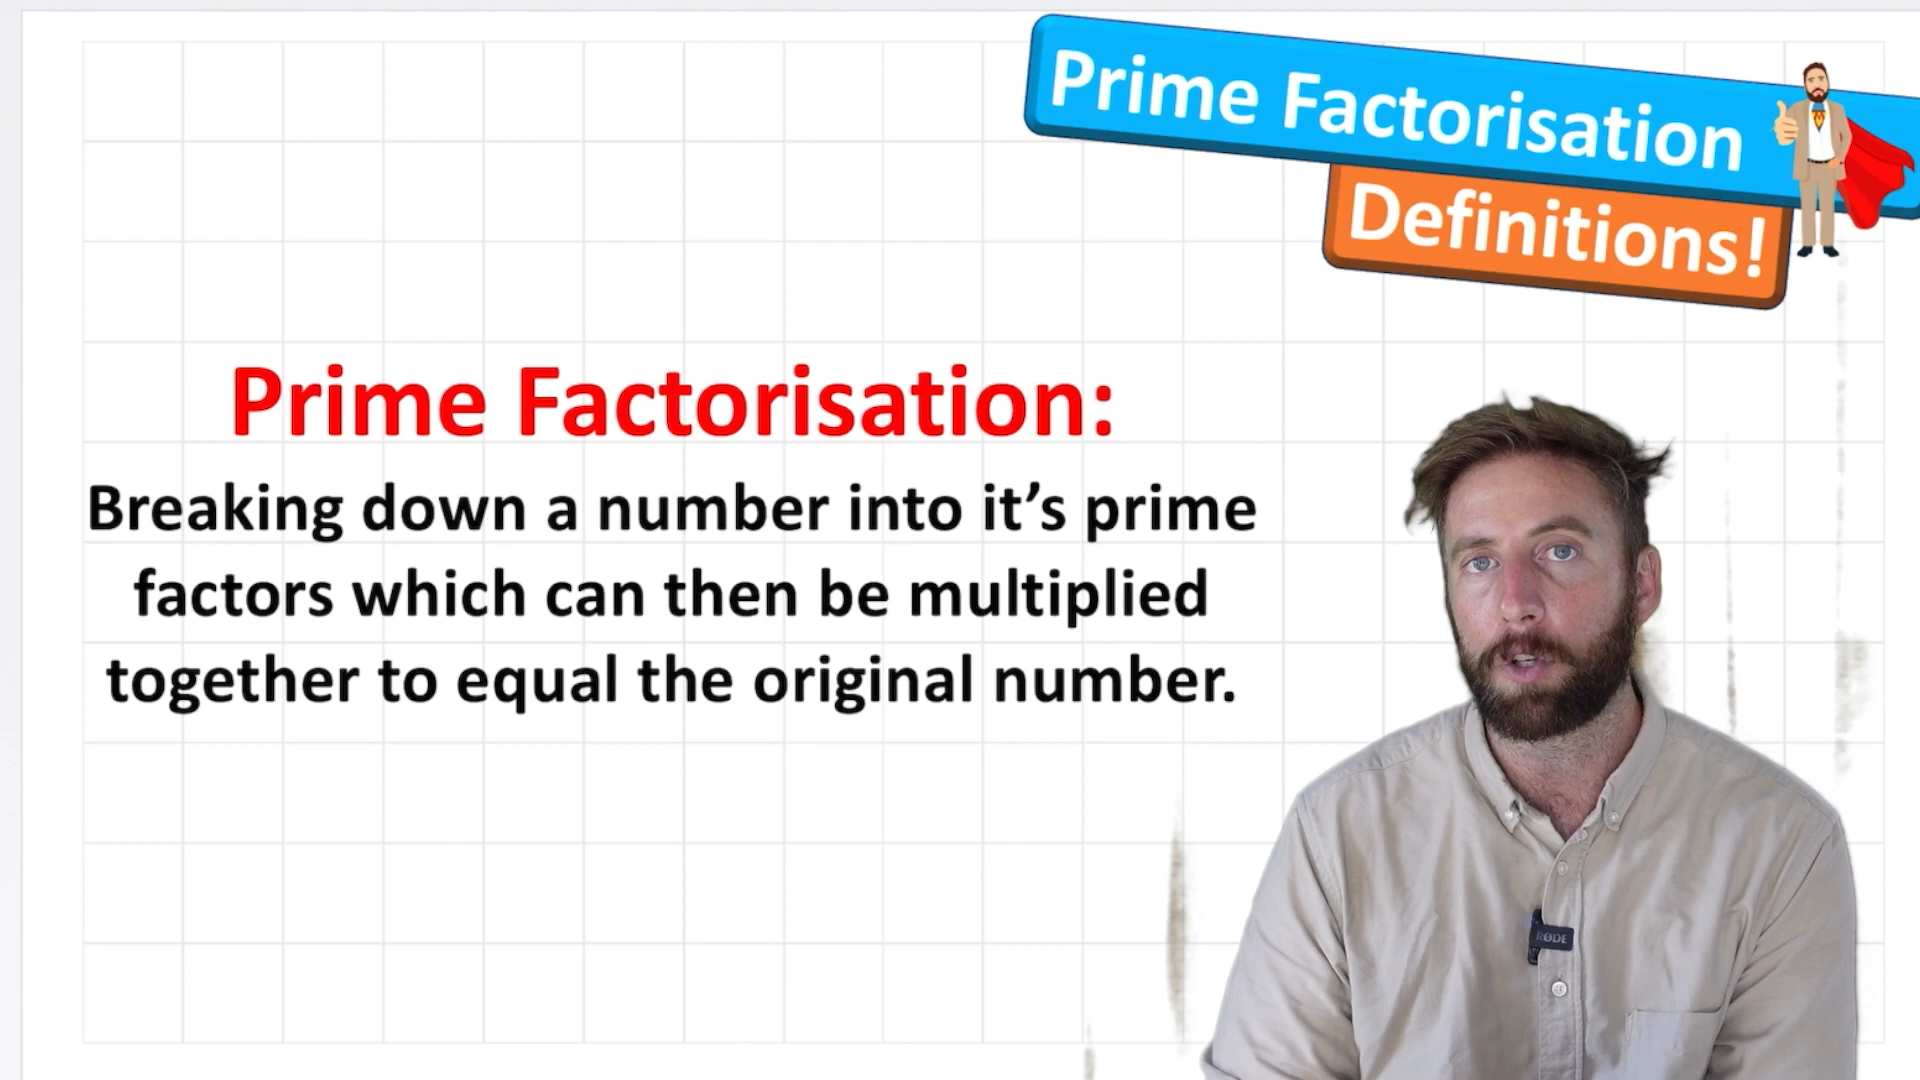 Prime Factorisation
Definitions!
Prime Factorisation:
Breaking down a number into it’s prime
factors which can then be multiplied
together to equal the original number.
RØDE